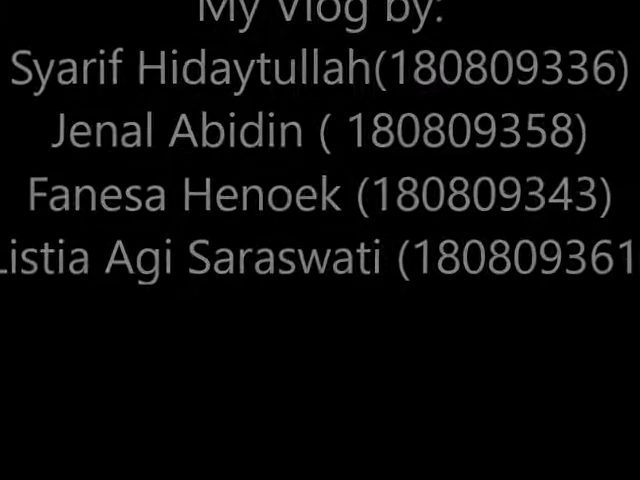 My Vlog by:
Syarif Hidaytullah(180809336)
Jenal Abidin ( 180809358)
Fanesa Henoek (180809343)
Listia Agi Saraswati (180809361